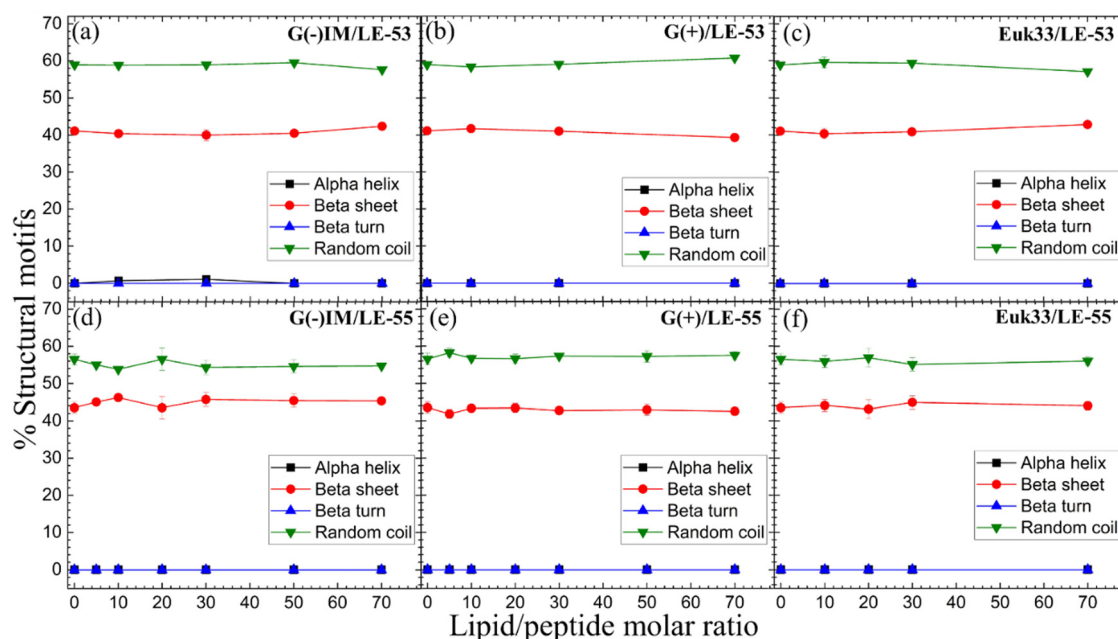 (a) G(-)IM/LE-53
(b) G(+)/LE-53
(c) Euk33/LE-53
70
60
50
40
30
20
10
0
Alpha helix
Beta sheet
Beta turn
Random coil
Alpha helix
Beta sheet
Beta turn
Random coil
Alpha helix
Beta sheet
Beta turn
Random coil
% Structural motifs
(d) G(-)IM/LE-55
(e) G(+)/LE-55
(f) Euk33/LE-55
70
60
50
40
30
20
10
0
Alpha helix
Beta sheet
Beta turn
Random coil
Alpha helix
Beta sheet
Beta turn
Random coil
Alpha helix
Beta sheet
Beta turn
Random coil
0 10 20 30 40 50 60 70
0 10 20 30 40 50 60 70
0 10 20 30 40 50 60 70
Lipid/peptide molar ratio